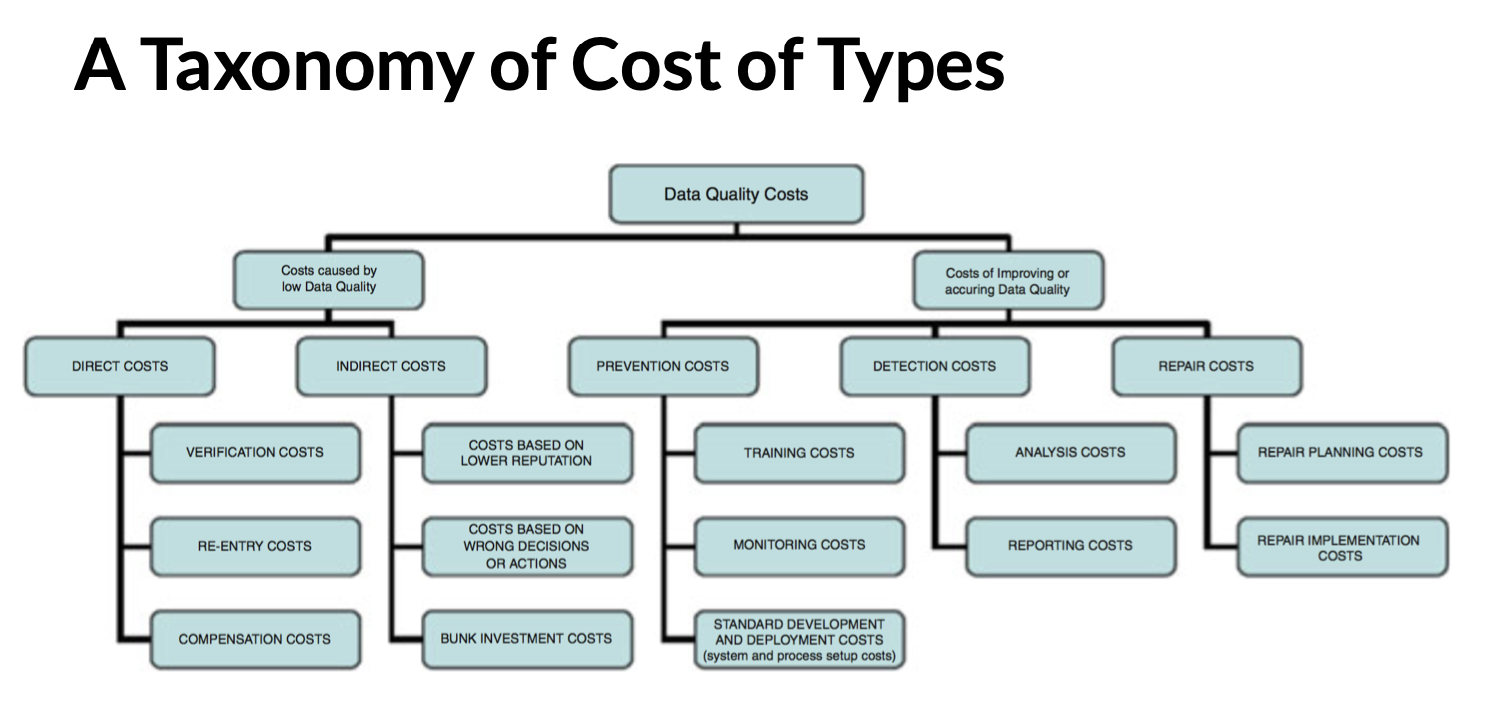 A Taxonomy of Cost of Types
Data Quality Costs
Costs caused by
low Data Quality
Costs of Improving or
accuring Data Quality
DIRECT COSTS
INDIRECT COSTS
PREVENTION COSTS
DETECTION COSTS
REPAIR COSTS
VERIFICATION COSTS
COSTS BASED ON
LOWER REPUTATION
TRAINING COSTS
ANALYSIS COSTS
REPAIR PLANNING COSTS
RE-ENTRY COSTS
COSTS BASED ON
WRONG DECISIONS
OR ACTIONS
MONITORING COSTS
REPORTING COSTS
REPAIR IMPLEMENTATION
COSTS
COMPENSATION COSTS
BUNK INVESTMENT COSTS
STANDARD DEVELOPMENT
AND DEPLOYMENT COSTS
(system and process setup costs)